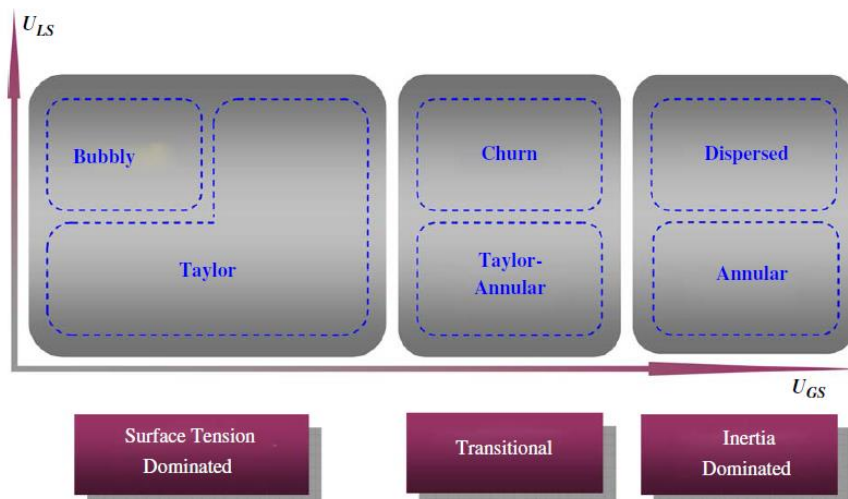 U_LS
Bubbly
Churn
Dispersed
Taylor
Taylor-
Annular
Annular
U_GS
Surface Tension
Dominated
Transitional
Inertia
Dominated